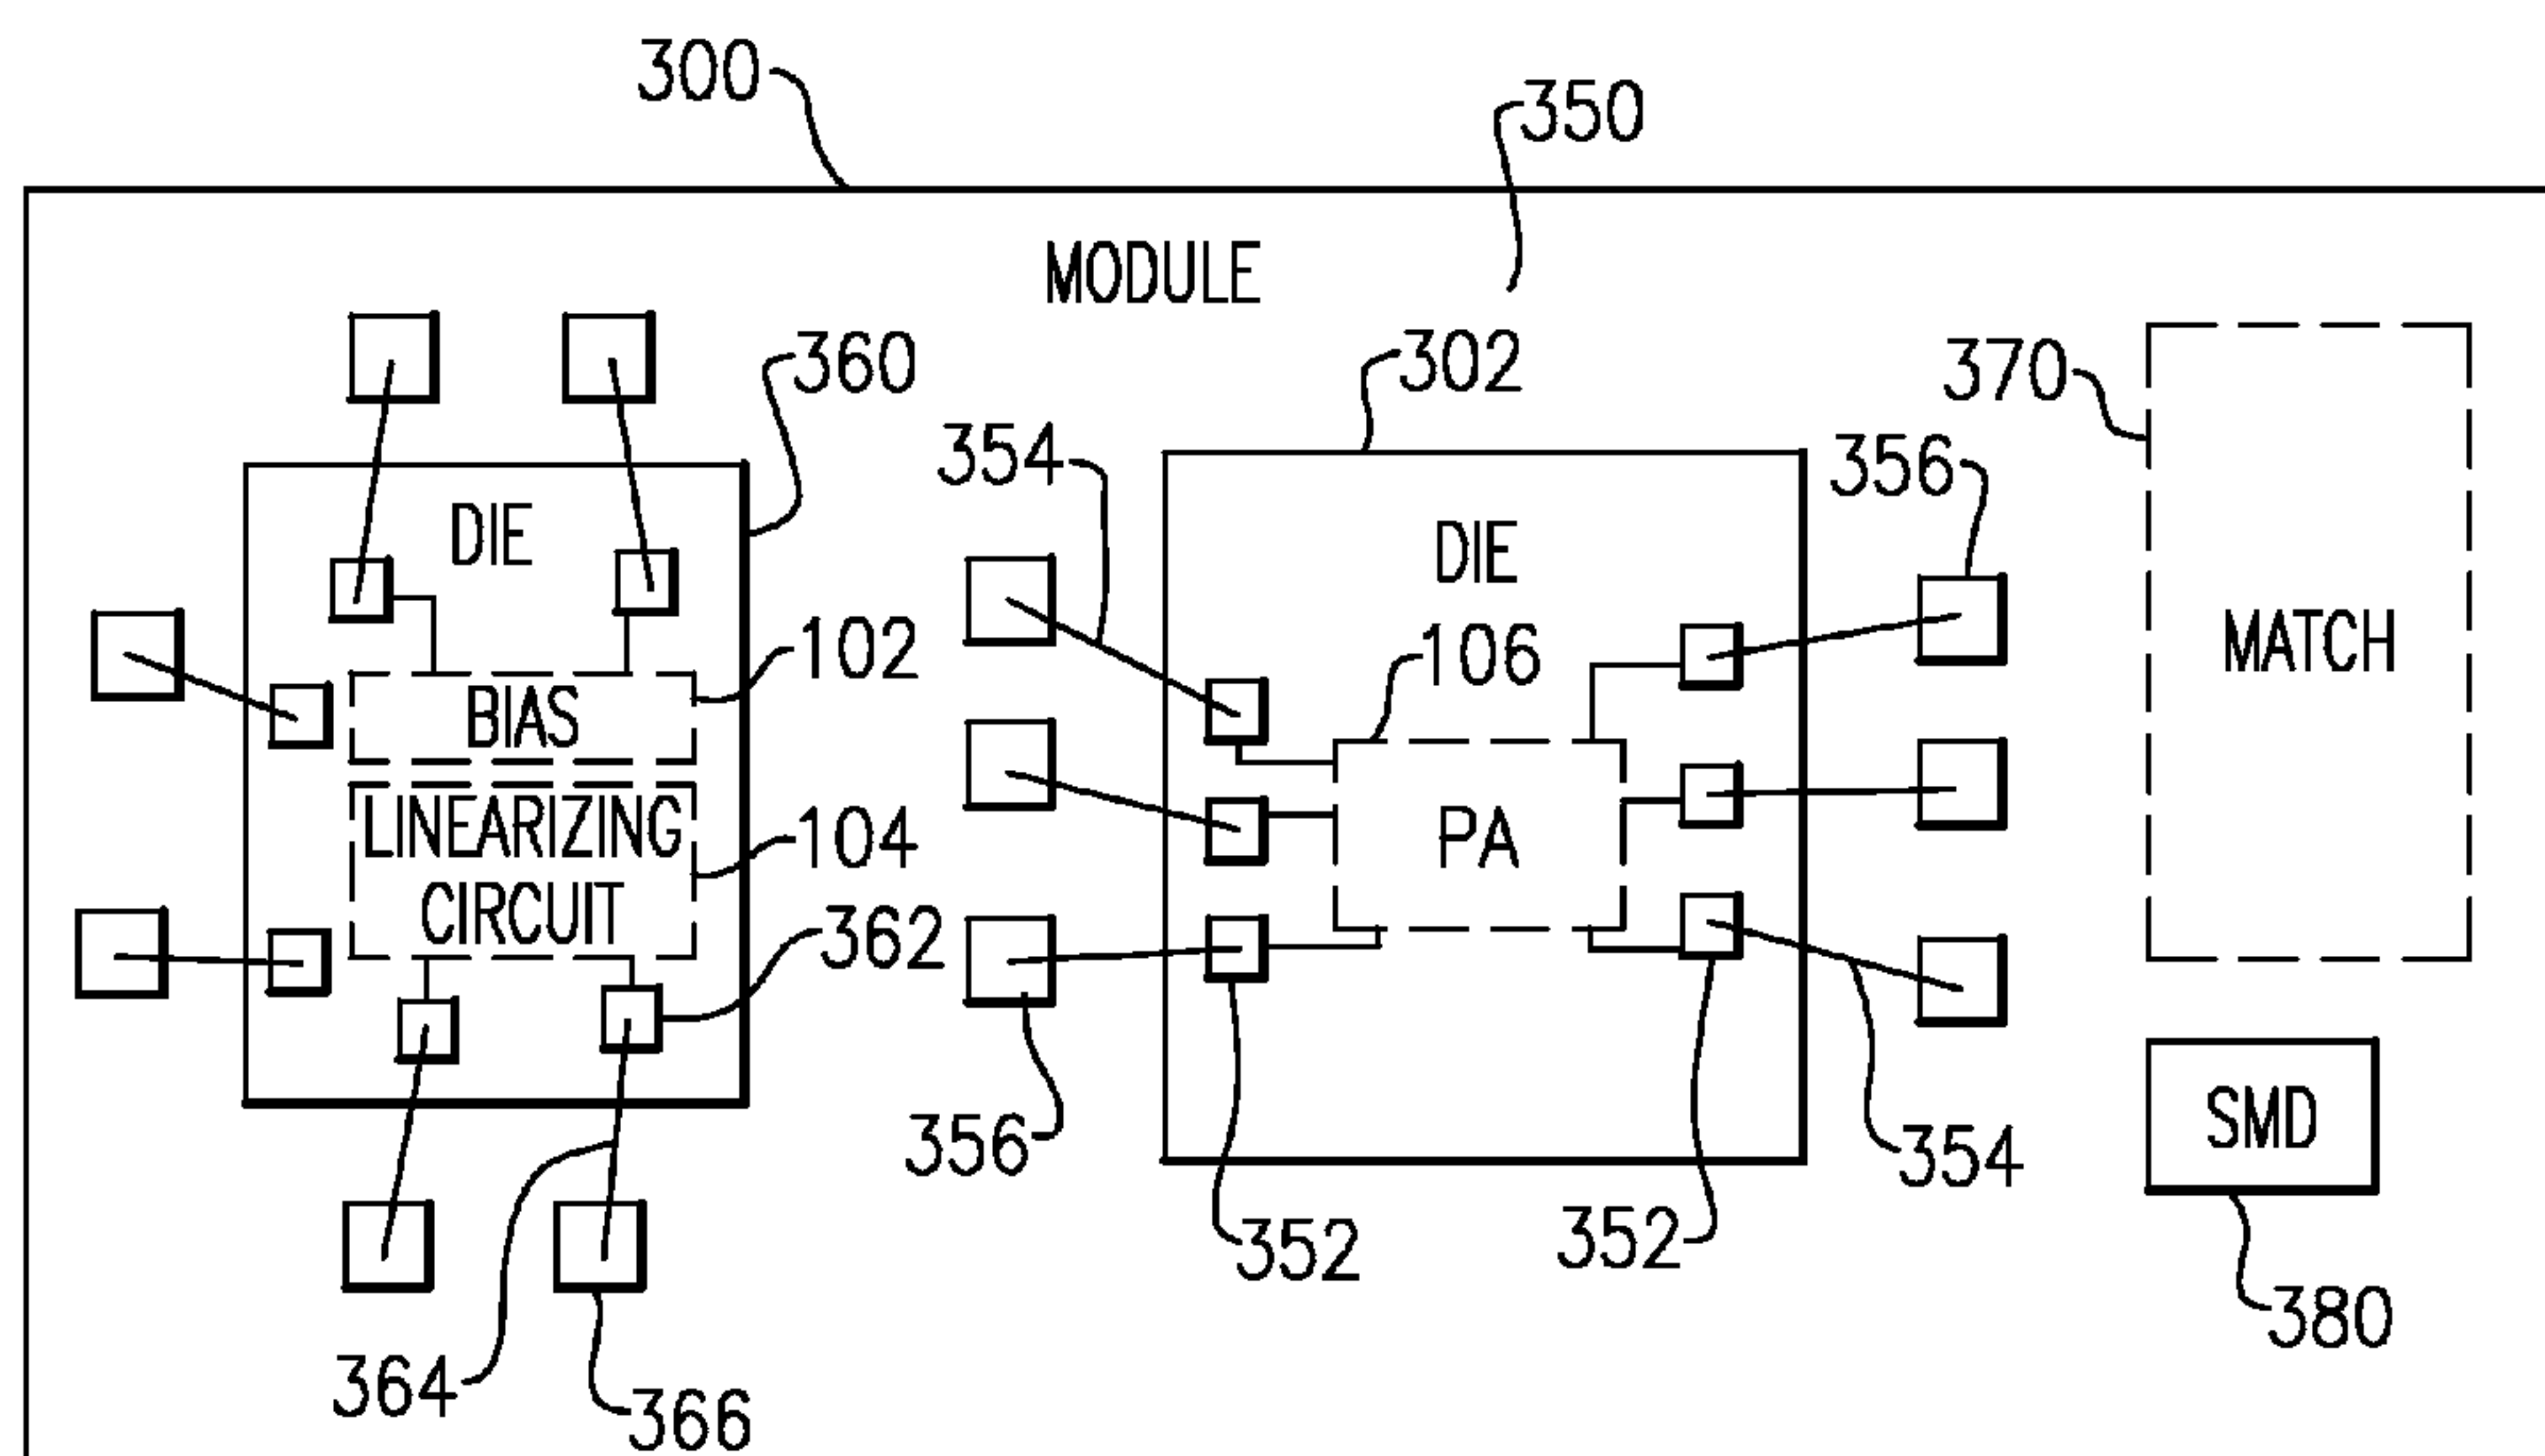 300
350
MODULE
360
302
370
354
356
DIE
DIE
102
106
BIAS
MATCH
LINEARIZING
CIRCUIT
104
PA
362
356
SMD
354
352
352
380
364
366